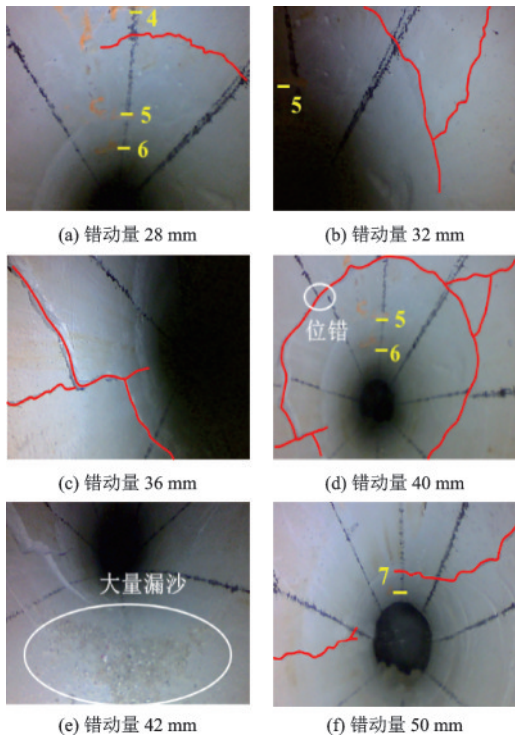 4
5
6
5
(a) 错动量 28 mm
(b) 错动量 32 mm
位错
5
6
(c) 错动量 36 mm
(d) 错动量 40 mm
大量漏沙
7
(e) 错动量 42 mm
(f) 错动量 50 mm